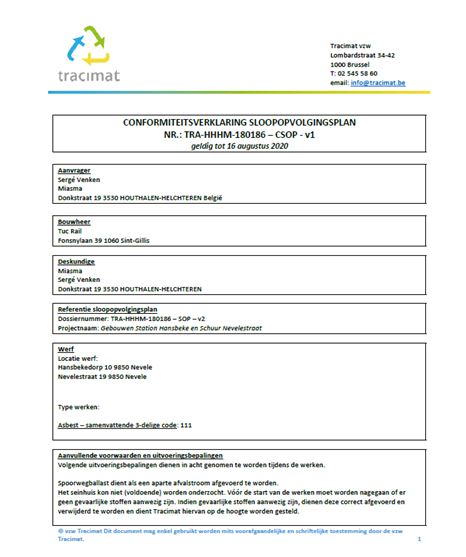 tracimat
Tracimat vzw
Lombardstraat 34-42
1000 Brussel
T: 02 545 58 60
email: info@tracimat.be
CONFORMITEITSVERKLARING SLOOPOPVOLGINGSPLAN
NR.: TRA-HHHM-180186 – CSOP - v1
geldig tot 16 augustus 2020
Aanvrager
Sergé Venken
Miasma
Donkstraat 19 3530 HOUTHALEN-HELCHTEREN België
Bouwheer
Tuc Rail
Fonsnylaan 39 1060 Sint-Gillis
Deskundige
Miasma
Sergé Venken
Donkstraat 19 3530 HOUTHALEN-HELCHTEREN
Referentie sloopopvolgingsplan
Dossiernummer: TRA-HHHM-180186 – SOP – v2
Projectnaam: Gebouwen Station Hansbeke en Schuur Nevelestraat
Werf
Locatie werf:
Hansbekedorp 10 9850 Nevele
Nevelestraat 19 9850 Nevele
Type werken:
Asbest – samenvattende 3-delige code: 111
Aanvullende voorwaarden en uitvoeringsbepalingen
Volgende uitvoeringsbepalingen dienen in acht genomen te worden tijdens de werken.
Spoorwegballast dient als een aparte afvalstroom afgevoerd te worden.
Het seinhuis kon niet (voldoende) worden onderzocht. Vóór de start van de werken moet worden nagegaan of er
geen gevaarlijke stoffen aanwezig zijn. Indien gevaarlijke stoffen aanwezig zijn, dienen deze correct afgevoerd en
verwijderd te worden en dient Tracimat hiervan op de hoogte worden gesteld.
© vzw Tracimat Dit document mag enkel gebruikt worden mits voorafgaandelijke en schriftelijke toestemming door de vzw
Tracimat.
1